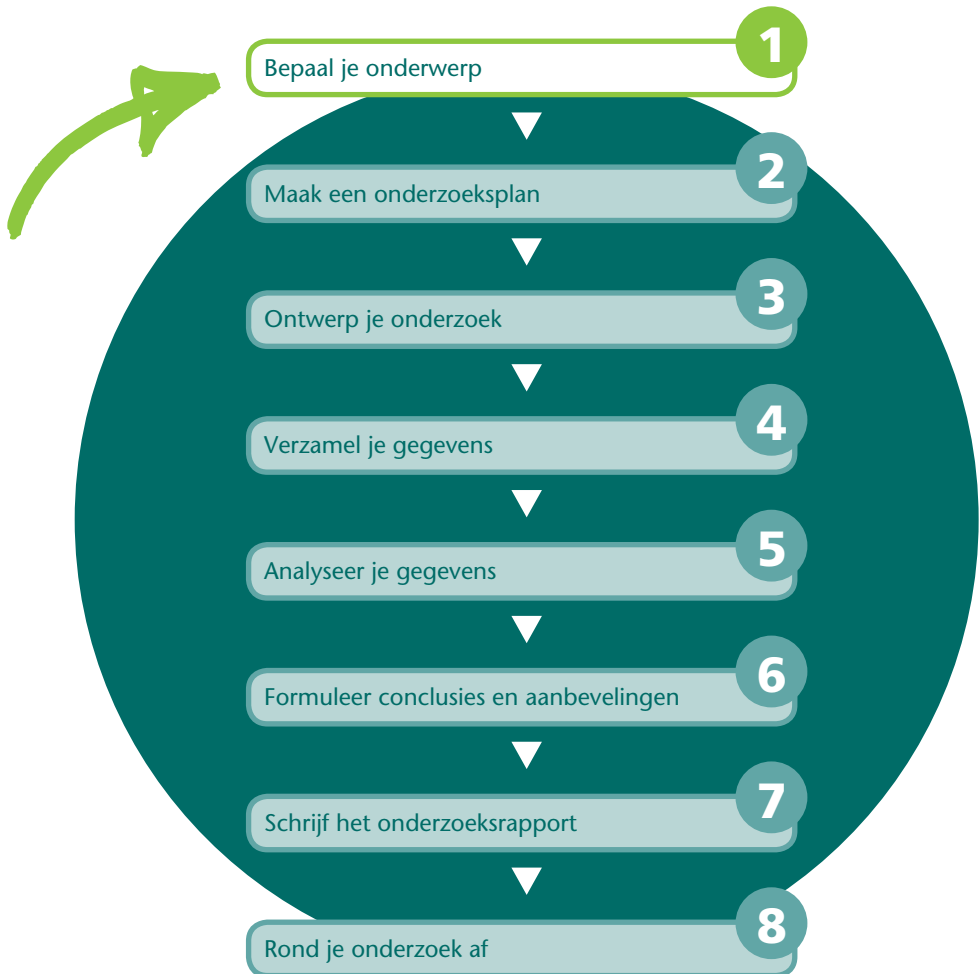 1
Bepaal je onderwerp
2
Maak een onderzoeksplan
3
Ontwerp je onderzoek
4
Verzamel je gegevens
5
Analyseer je gegevens
6
Formuleer conclusies en aanbevelingen
7
Schrijf het onderzoeksrapport
8
Rond je onderzoek af